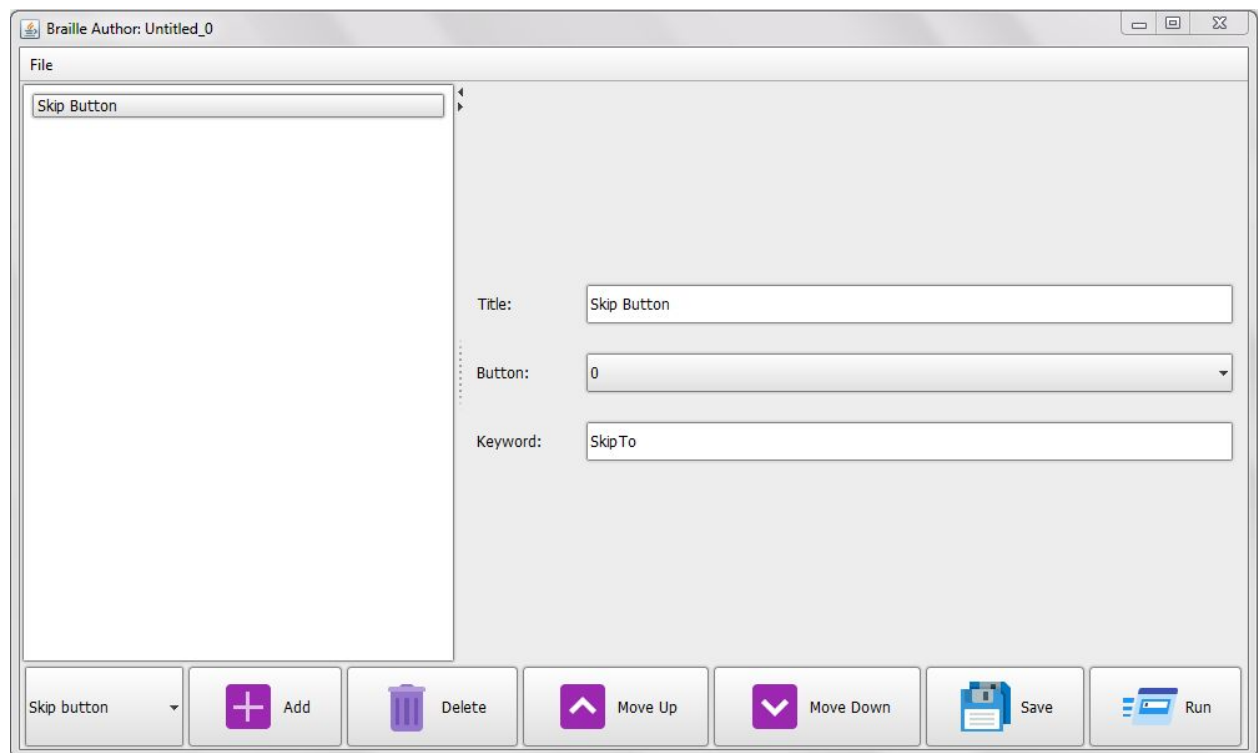 Braille Author: Untitled_0
File
Skip Button
Title:
Skip Button
Button:
0
Keyword:
SkipTo
Skip button
Add
Delete
Move Up
Move Down
Save
Run